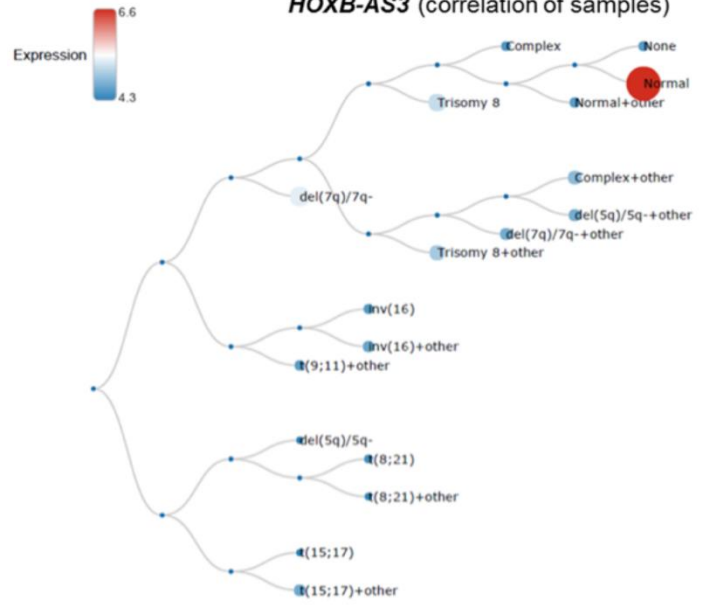 HOXB-AS3 (correlation of samples)
6.6
Expression
4.3
Complex
None
Normal
Trisomy 8
Normal+other
Complex+other
del(7q)/7q-
del(5q)/5q-+other
del(7q)/7q-+other
Trisomy 8+other
inv(16)
inv(16)+other
t(9;11)+other
del(5q)/5q-
t(8;21)
t(8;21)+other
t(15;17)
t(15;17)+other